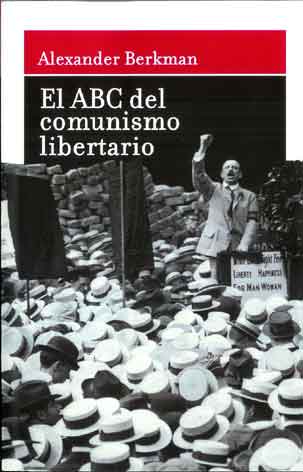 Alexander Berkman
El ABC del
comunismo
libertario
LIBERTY HAPPINESS
FOR MAN WOMAN